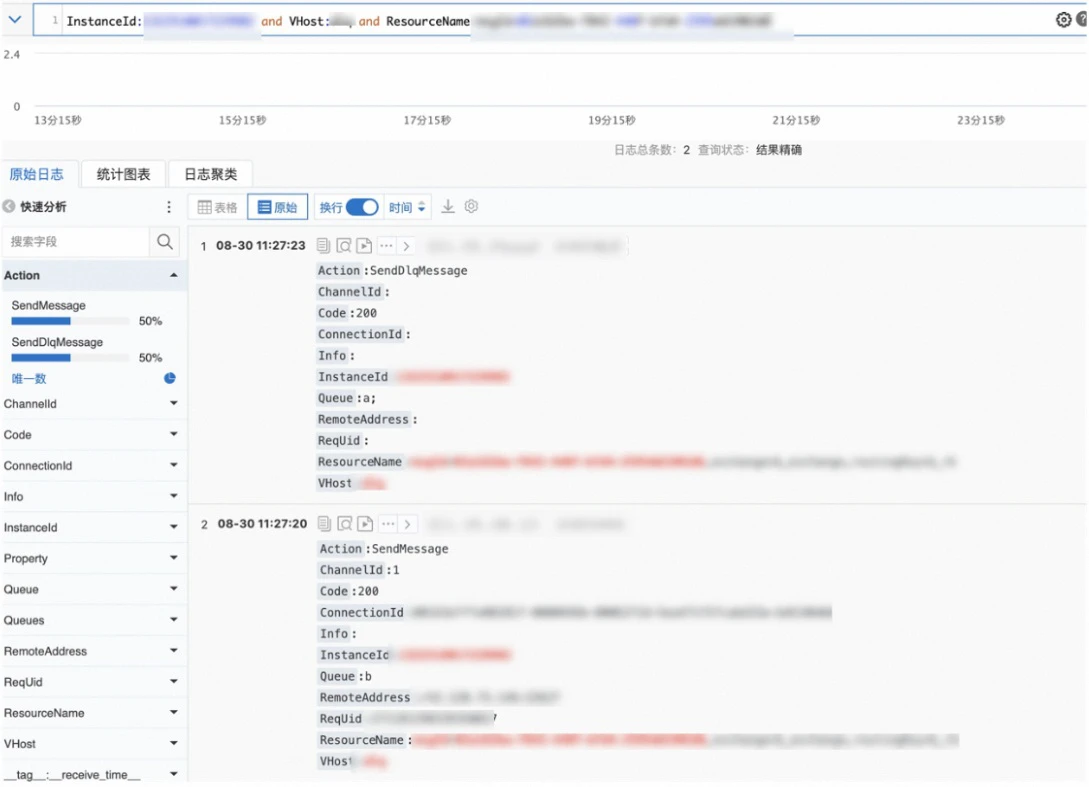 1 InstanceId: and VHost: and ResourceName
2.4
0
13分15秒 15分15秒 17分15秒 19分15秒 21分15秒 23分15秒
日志总条数: 2 查询状态: 结果精确
原始日志 统计图表 日志聚类
快速分析 表格 原始 换行 时间
搜索字段
Action
SendMessage
50%
SendDlqMessage
50%
唯一数
ChannelId
Code
ConnectionId
Info
InstanceId
Property
Queue
Queues
RemoteAddress
ReqUid
ResourceName
VHost
__tag__:__receive_time__
1 08-30 11:27:23
Action :SendDlqMessage
ChannelId :
Code :200
ConnectionId :
Info :
InstanceId
Queue :a;
RemoteAddress :
ReqUid :
ResourceName
VHost
2 08-30 11:27:20
Action :SendMessage
ChannelId :1
Code :200
ConnectionId
Info :
InstanceId
Queue :b
RemoteAddress
ReqUid
ResourceName :
VHost